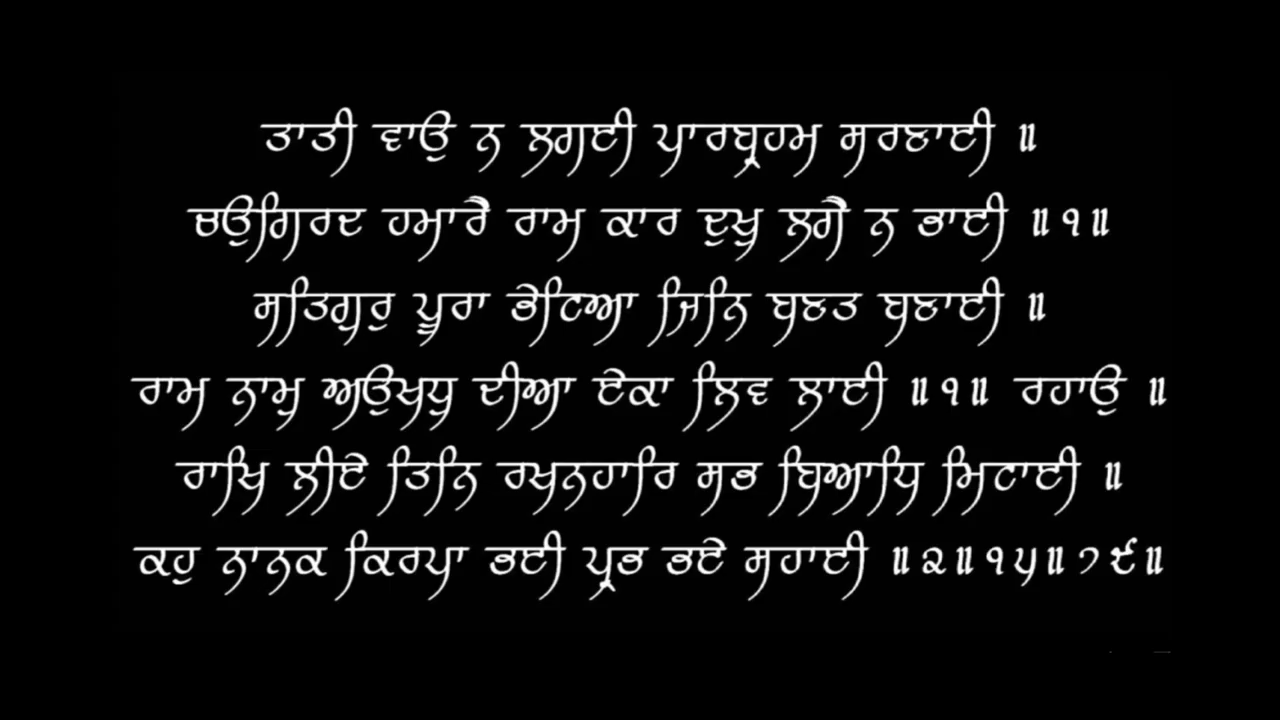 ਤਾਤੀ ਵਾਉ ਨ ਲਗਈ ਪਾਰਬ੍ਰਹਮ ਸਰਣਾਈ ॥
ਚਉਗਿਰਦ ਹਮਾਰੈ ਰਾਮ ਕਾਰ ਦੁਖੁ ਲਗੈ ਨ ਭਾਈ ॥੧॥
ਸਤਿਗੁਰੁ ਪੂਰਾ ਭੇਟਿਆ ਜਿਨਿ ਬਣਤ ਬਣਾਈ ॥
ਰਾਮ ਨਾਮੁ ਅਉਖਧੁ ਦੀਆ ਏਕਾ ਲਿਵ ਲਾਈ ॥੧॥ ਰਹਾਉ ॥
ਰਾਖਿ ਲੀਏ ਤਿਨਿ ਰਖਨਹਾਰਿ ਸਭ ਬਿਆਧਿ ਮਿਟਾਈ ॥
ਕਹੁ ਨਾਨਕ ਕਿਰਪਾ ਭਈ ਪ੍ਰਭ ਭਏ ਸਹਾਈ ॥੨॥੧੫॥੭੯॥